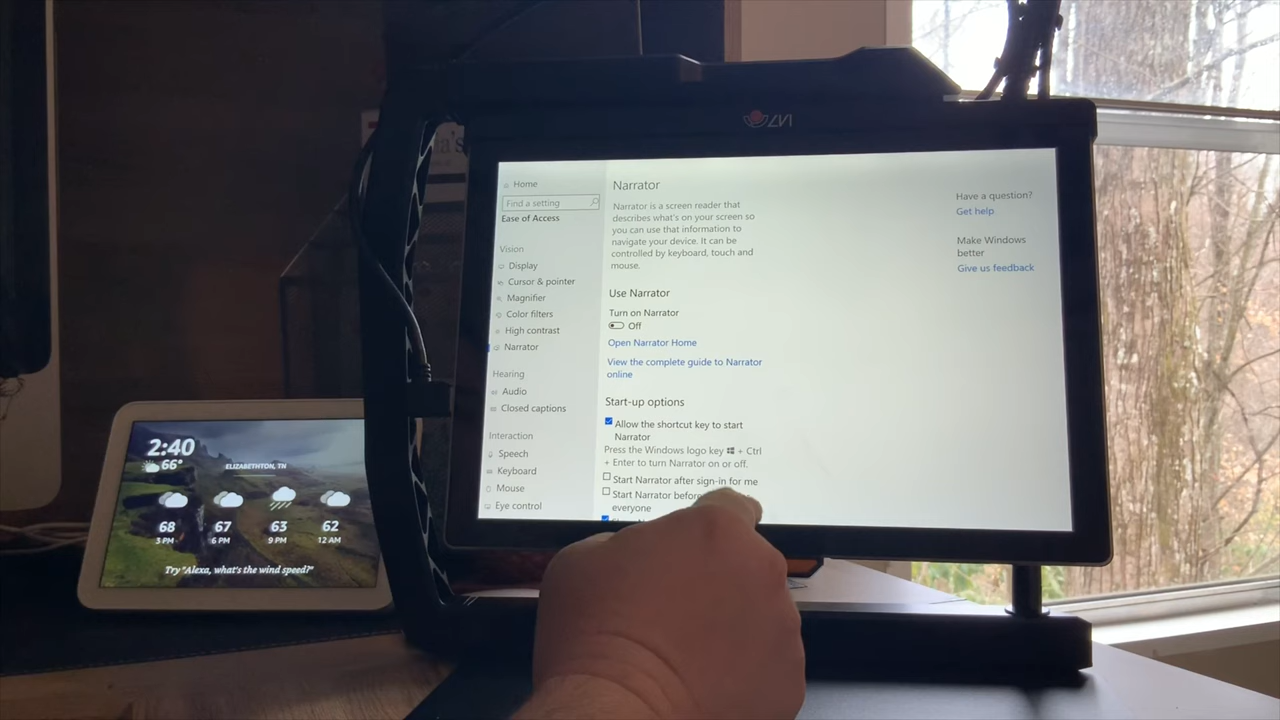 LVI
Home
Find a setting
Ease of Access
Vision
Display
Cursor & pointer
Magnifier
Color filters
High contrast
Narrator
Hearing
Audio
Closed captions
Interaction
Speech
Keyboard
Mouse
Eye control
Narrator
Narrator is a screen reader that
describes what's on your screen so
you can use that information to
navigate your device. It can be
controlled by keyboard, touch and
mouse.
Use Narrator
Turn on Narrator
Off
Open Narrator Home
View the complete guide to Narrator
online
Start-up options
Allow the shortcut key to start
Narrator
Press the Windows logo key + Ctrl
+ Enter to turn Narrator on or off.
Start Narrator after sign-in for me
Start Narrator before
everyone
Have a question?
Get help
Make Windows
better
Give us feedback
2:40
66°
ELIZABETHTON, TN
68 67 63 62
3 PM 6 PM 9 PM 12 AM
Try "Alexa, what's the wind speed?"